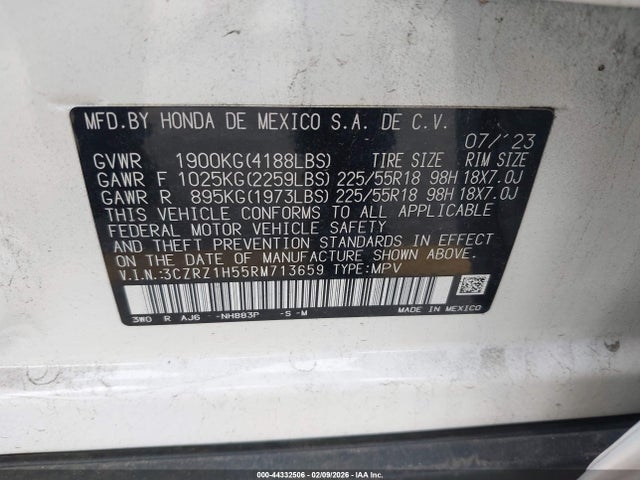 MFD.BY HONDA DE MEXICO S.A. DE C.V.
07/'23
GVWR 1900KG(4188LBS) TIRE SIZE RIM SIZE
GAWR F 1025KG(2259LBS) 225/55R18 98H 18X7.0J
GAWR R 895KG(1973LBS) 225/55R18 98H 18X7.0J
THIS VEHICLE CONFORMS TO ALL APPLICABLE
FEDERAL MOTOR VEHICLE SAFETY
AND THEFT PREVENTION STANDARDS IN EFFECT
ON THE DATE OF MANUFACTURE SHOWN ABOVE.
V.I.N.:3CZRZ1H55RM713659 TYPE:MPV
3W0 R AJ6 -NH883P -S -M MADE IN MEXICO
000-44332506 - 02/09/2026 - IAA Inc.